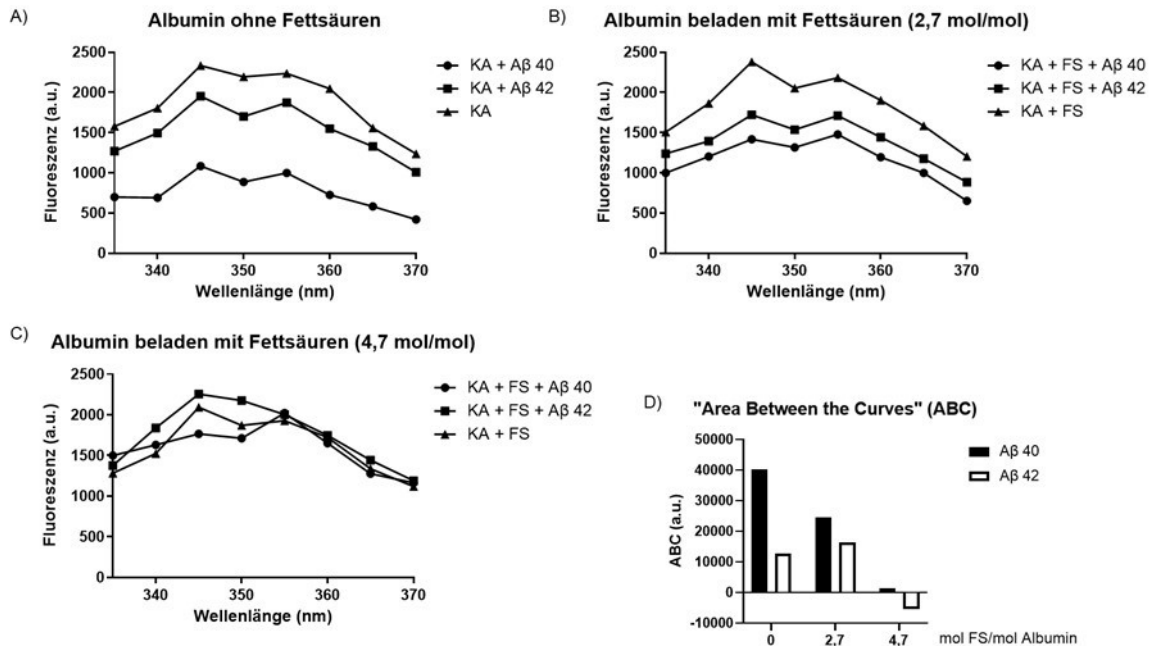 A)
Albumin ohne Fettsäuren
Fluoreszenz (a.u.)
2500
2000
1500
1000
500
0
340
350
360
370
Wellenlänge (nm)
KA + Aβ 40
KA + Aβ 42
KA
B)
Albumin beladen mit Fettsäuren (2,7 mol/mol)
Fluoreszenz (a.u.)
2500
2000
1500
1000
500
0
340
350
360
370
Wellenlänge (nm)
KA + FS + Aβ 40
KA + FS + Aβ 42
KA + FS
C)
Albumin beladen mit Fettsäuren (4,7 mol/mol)
Fluoreszenz (a.u.)
2500
2000
1500
1000
500
0
340
350
360
370
Wellenlänge (nm)
KA + FS + Aβ 40
KA + FS + Aβ 42
KA + FS
D)
"Area Between the Curves" (ABC)
ABC (a.u.)
50000
40000
30000
20000
10000
0
-10000
0
2,7
4,7
mol FS/mol Albumin
Aβ 40
Aβ 42